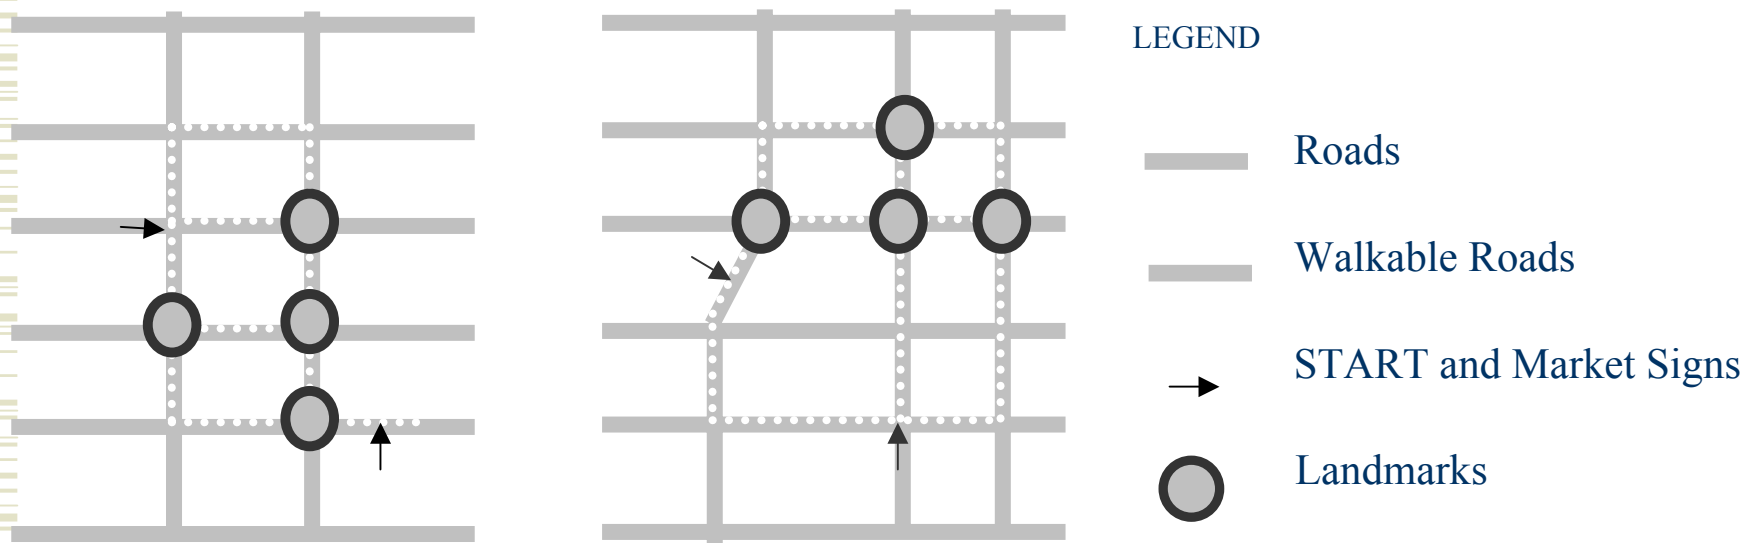 LEGEND
Roads
Walkable Roads
START and Market Signs
Landmarks